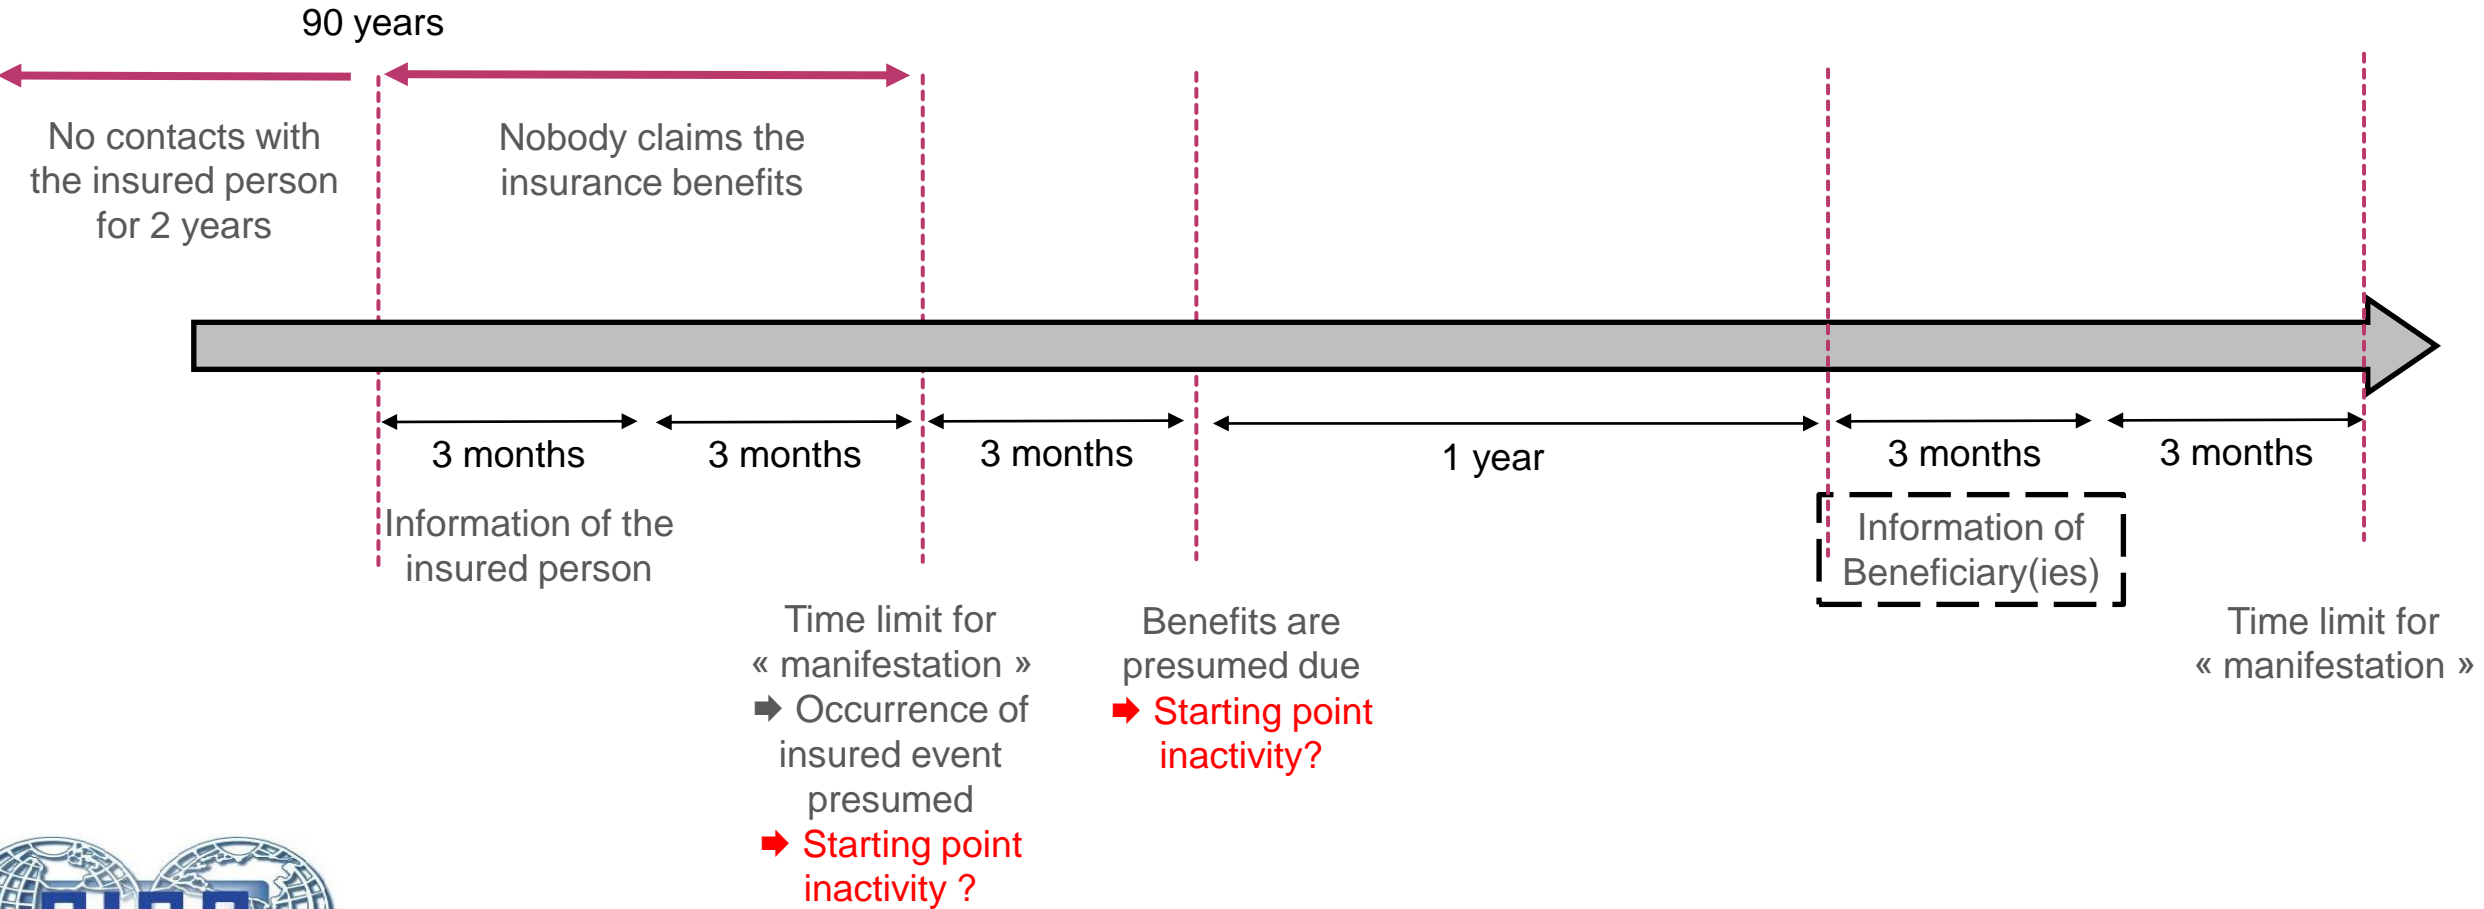 90 years
No contacts with
the insured person
for 2 years
Nobody claims the
insurance benefits
3 months
3 months
3 months
1 year
3 months
3 months
Information of the
insured person
Information of
Beneficiary(ies)
Time limit for
« manifestation »
➡ Occurrence of
insured event
presumed
➡ Starting point
inactivity ?
Benefits are
presumed due
➡ Starting point
inactivity?
Time limit for
« manifestation »